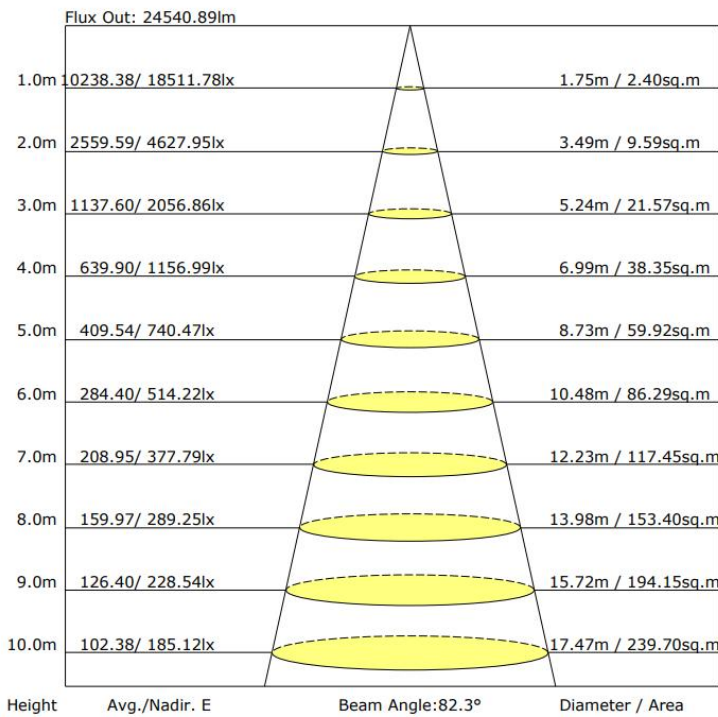 Flux Out: 24540.89lm
1.0m 10238.38/ 18511.78lx 1.75m / 2.40sq.m
2.0m 2559.59/ 4627.95lx 3.49m / 9.59sq.m
3.0m 1137.60/ 2056.86lx 5.24m / 21.57sq.m
4.0m 639.90/ 1156.99lx 6.99m / 38.35sq.m
5.0m 409.54/ 740.47lx 8.73m / 59.92sq.m
6.0m 284.40/ 514.22lx 10.48m / 86.29sq.m
7.0m 208.95/ 377.79lx 12.23m / 117.45sq.m
8.0m 159.97/ 289.25lx 13.98m / 153.40sq.m
9.0m 126.40/ 228.54lx 15.72m / 194.15sq.m
10.0m 102.38/ 185.12lx 17.47m / 239.70sq.m
Height Avg./Nadir. E Beam Angle:82.3° Diameter / Area